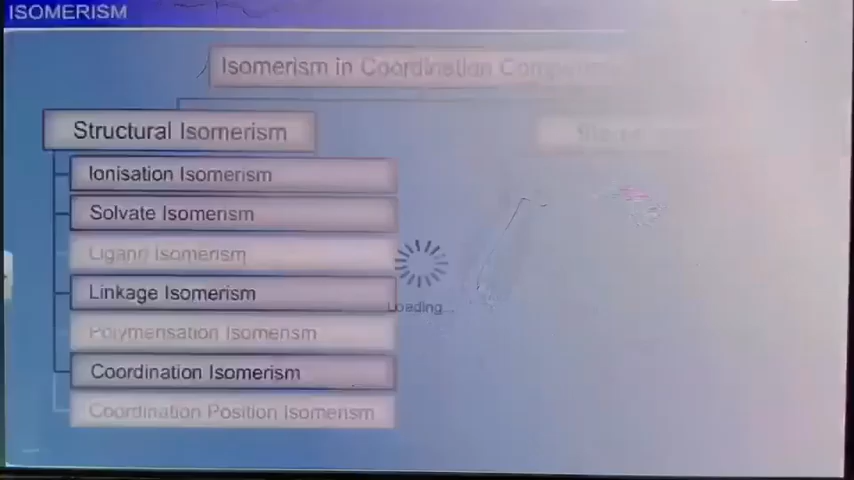 ISOMERISM
Isomerism in Coordination
Structural Isomerism
Ionisation Isomerism
Solvate Isomerism
Ligand Isomerism
Linkage Isomerism
Loading...
Polymerisation Isomerism
Coordination Isomerism
Coordination Position Isomerism